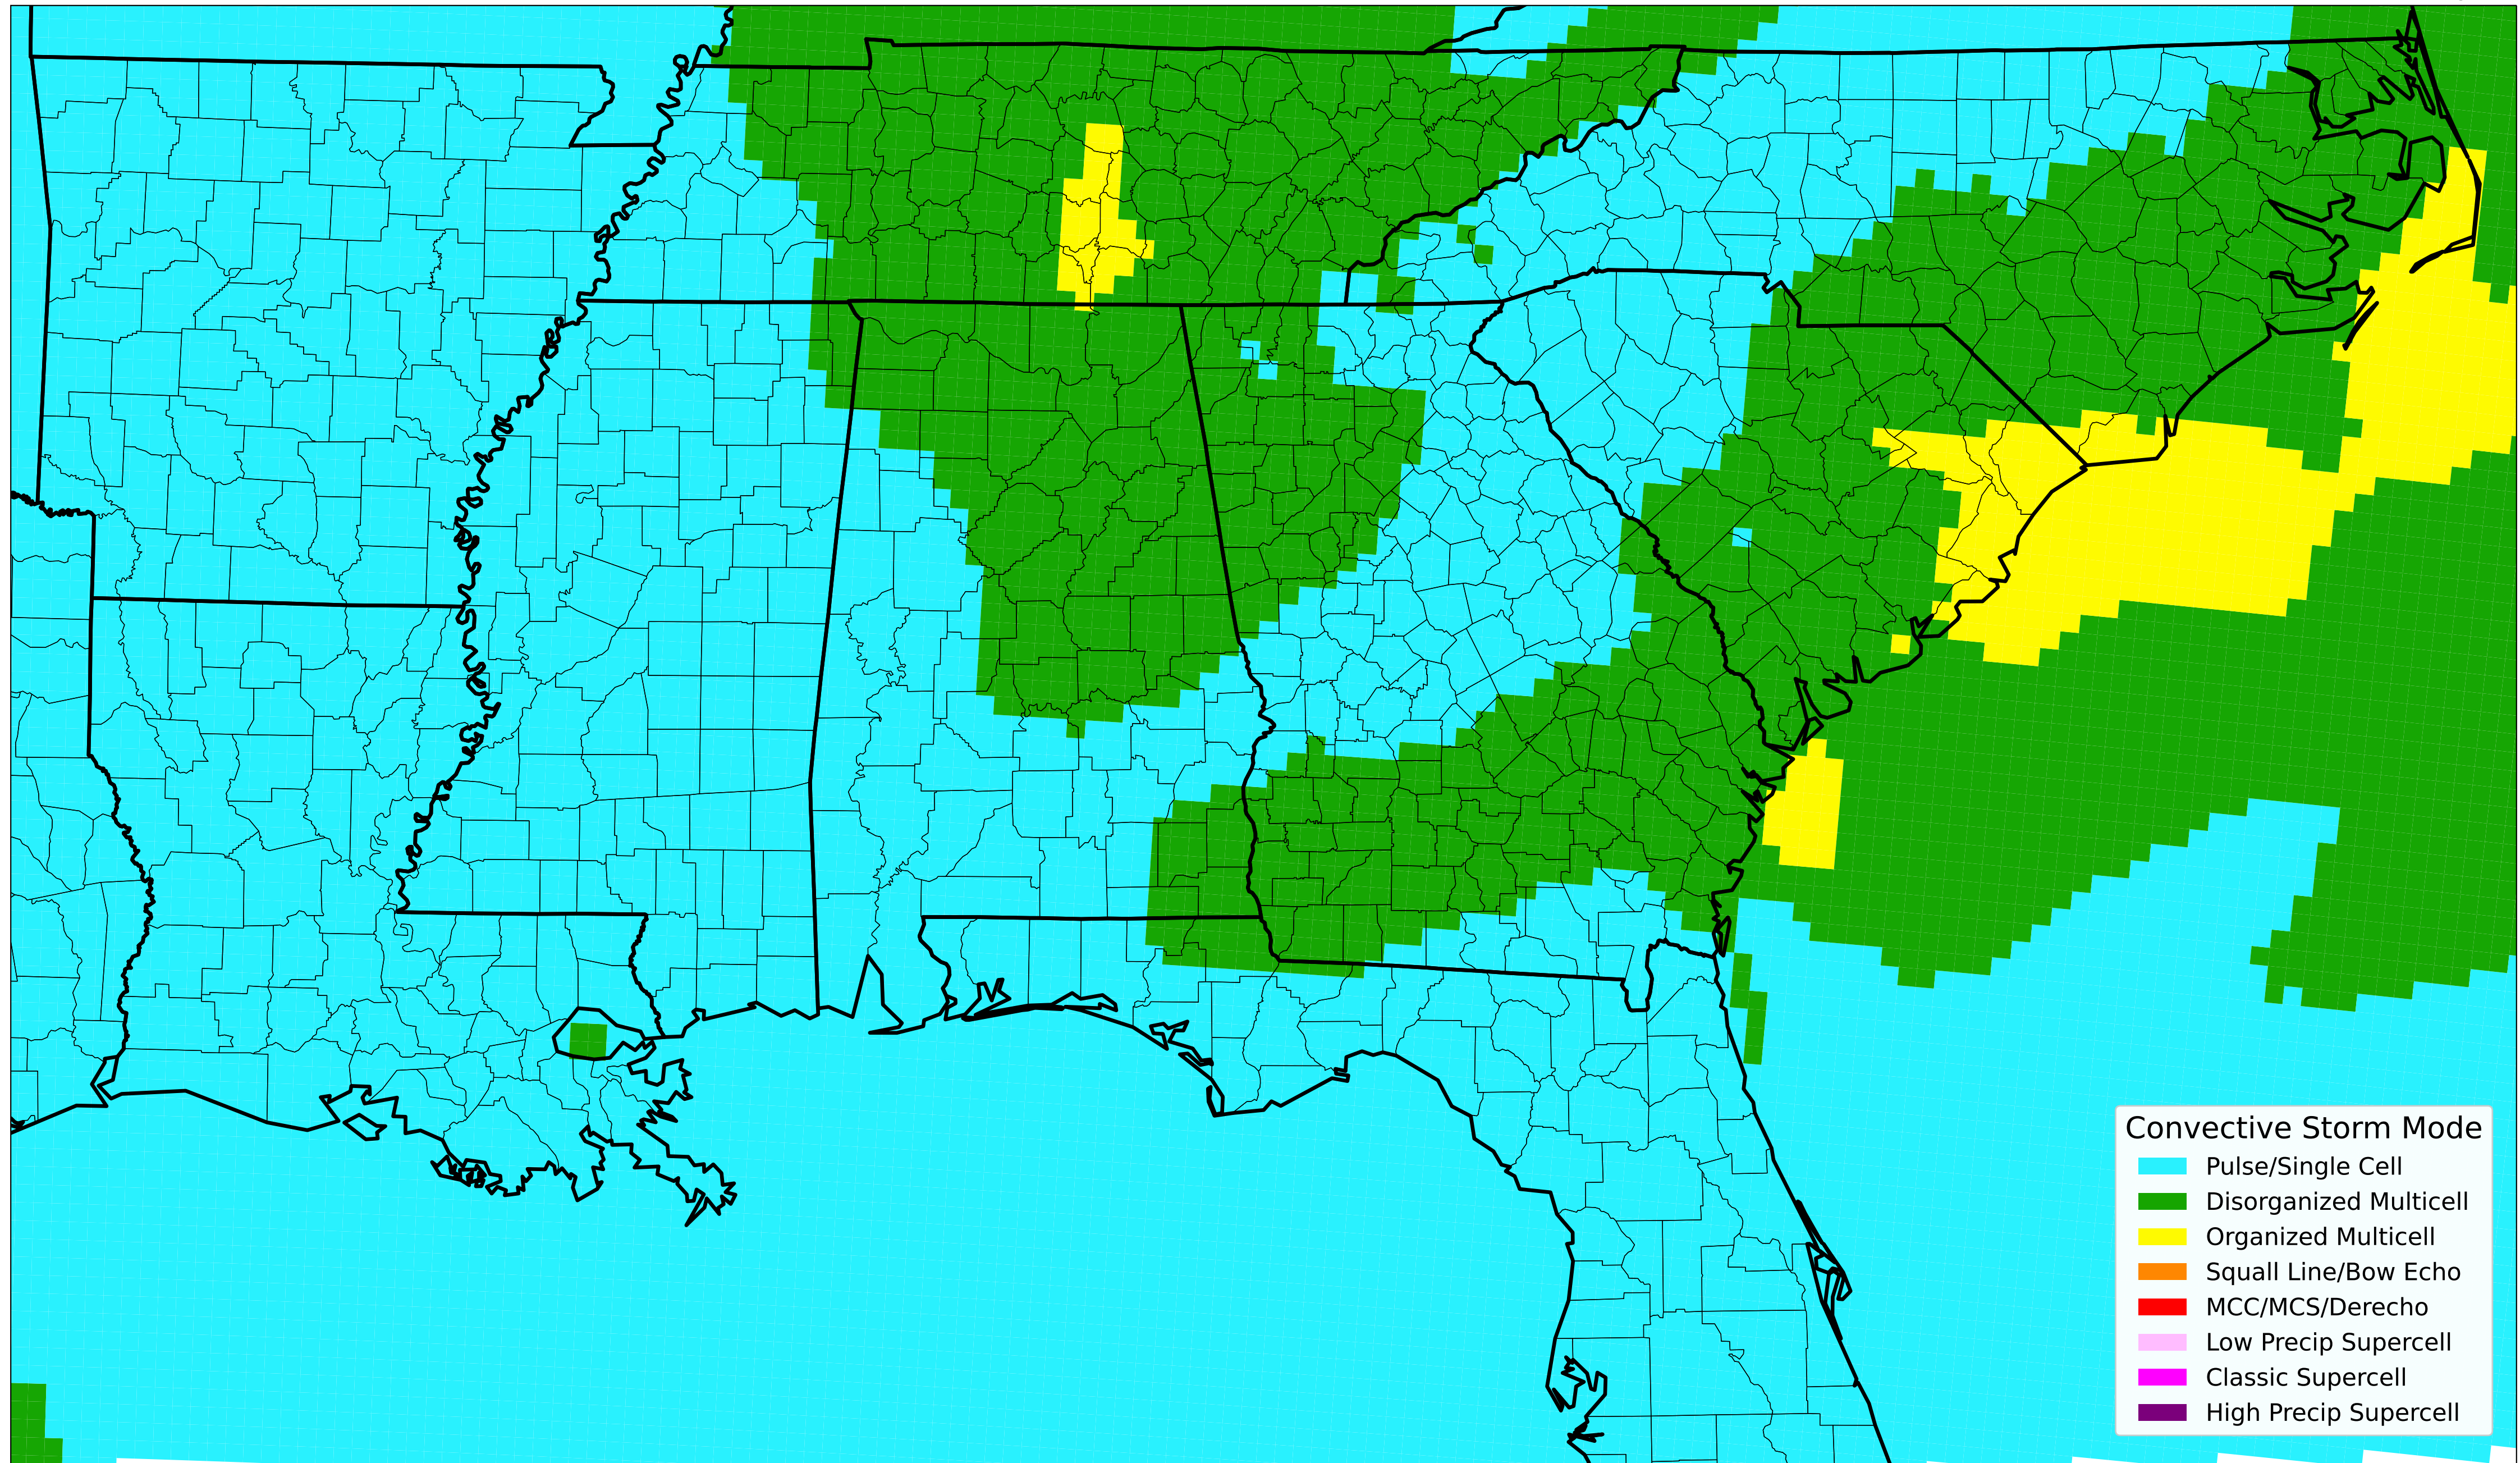 Convective Storm Mode
Pulse/Single Cell
Disorganized Multicell
Organized Multicell
Squall Line/Bow Echo
MCC/MCS/Derecho
Low Precip Supercell
Classic Supercell
High Precip Supercell